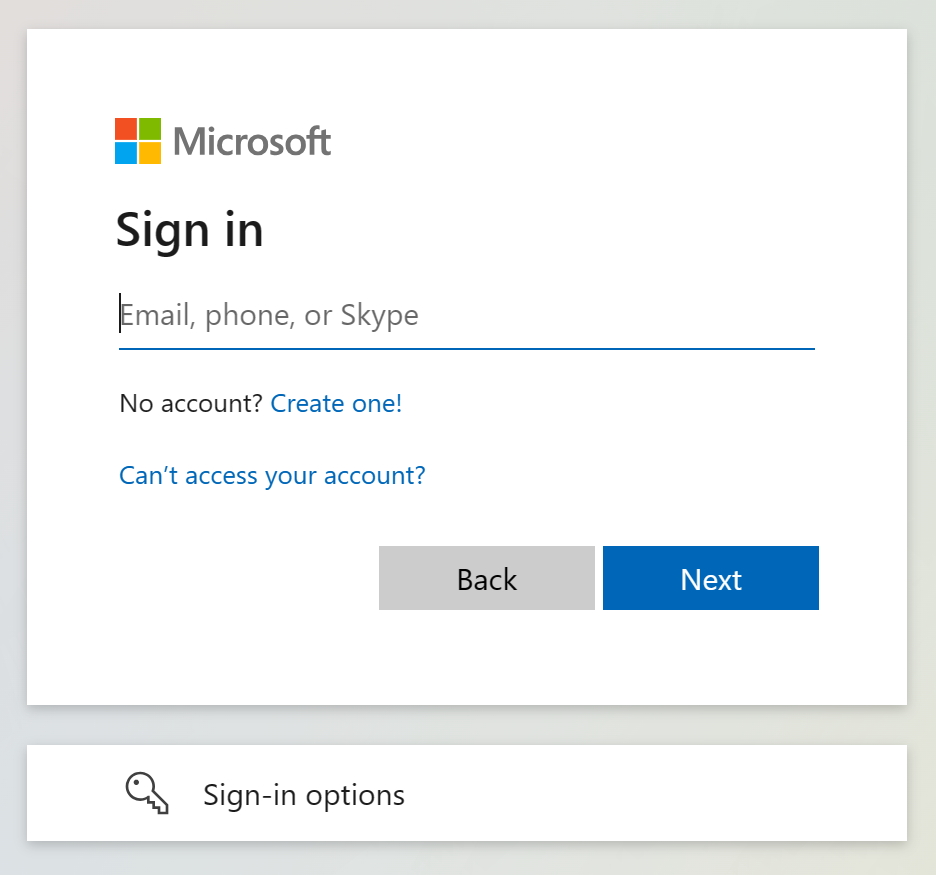 Microsoft
Sign in
Email, phone, or Skype
No account? Create one!
Can’t access your account?
Back Next
Sign-in options